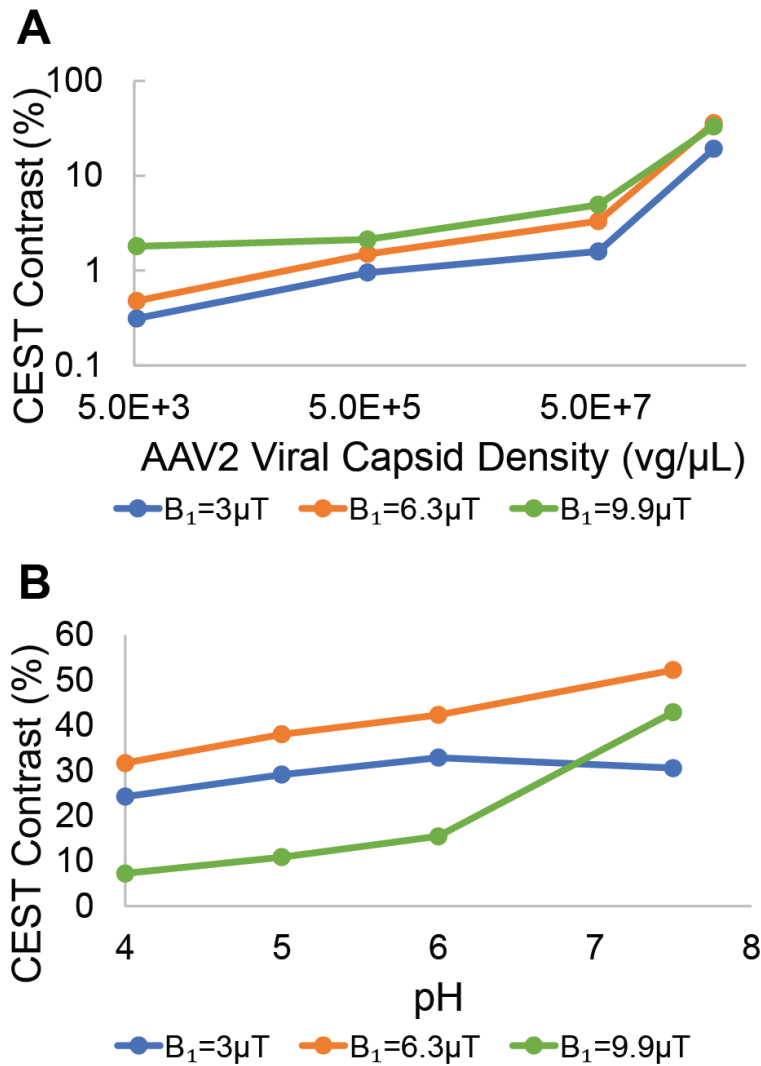 A
CEST Contrast (%)
100
10
1
0.1
5.0E+3 5.0E+5 5.0E+7
AAV2 Viral Capsid Density (vg/µL)
B₁=3µT B₁=6.3µT B₁=9.9µT
B
CEST Contrast (%)
60
50
40
30
20
10
0
4 5 6 7 8
pH
B₁=3µT B₁=6.3µT B₁=9.9µT